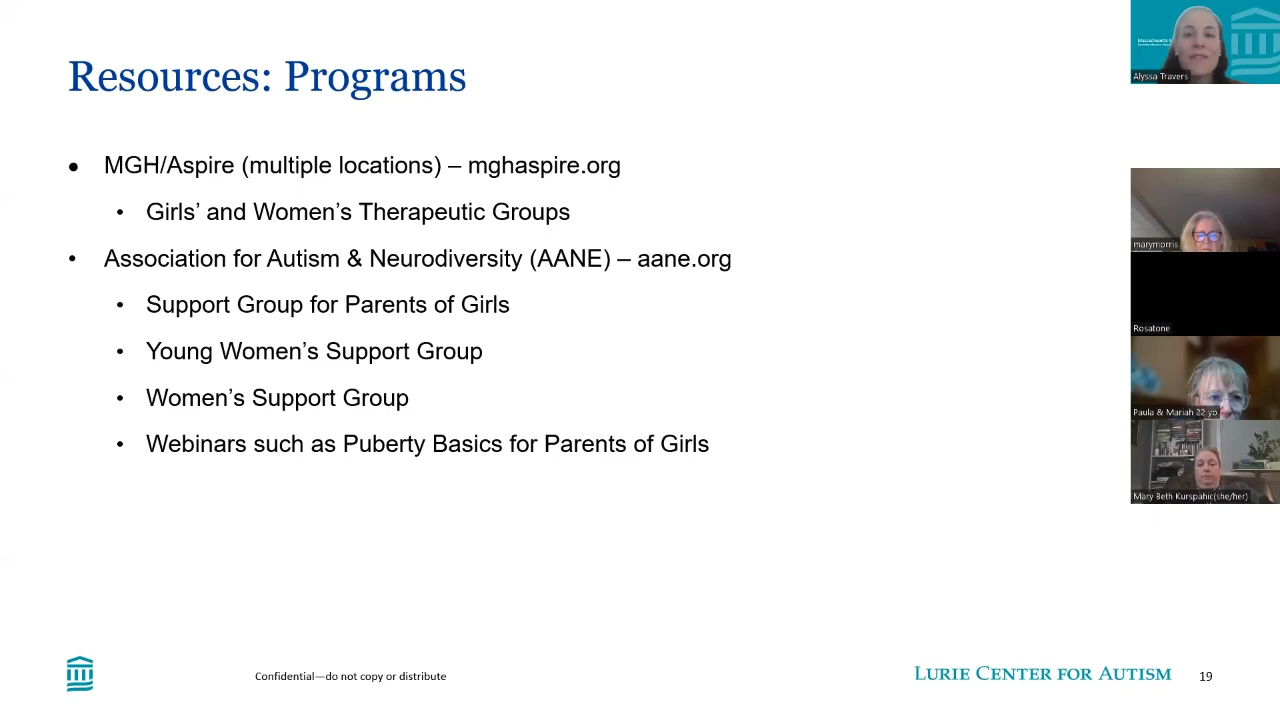 Resources: Programs
• MGH/Aspire (multiple locations) – mghaspire.org
• Girls’ and Women’s Therapeutic Groups
• Association for Autism & Neurodiversity (AANE) – aane.org
• Support Group for Parents of Girls
• Young Women’s Support Group
• Women’s Support Group
• Webinars such as Puberty Basics for Parents of Girls
Confidential—do not copy or distribute
LURIE CENTER FOR AUTISM
19
Alyssa Travers
marymorris
Rosatone
Paula & Mariah 22 yo
Mary Beth Kurspahic(she/her)